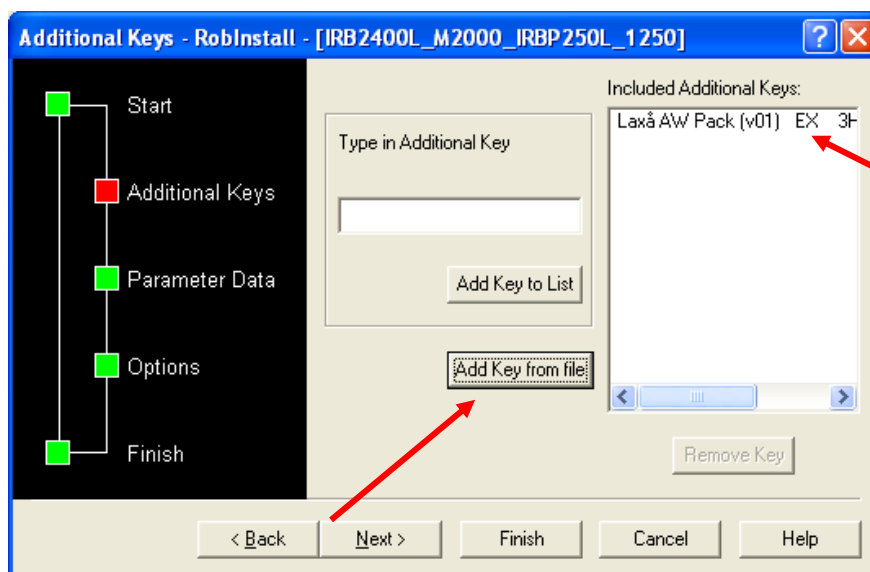 Additional Keys - RobInstall - [IRB2400L_M2000_IRBP250L_1250]
Start
Additional Keys
Parameter Data
Options
Finish
Type in Additional Key
Add Key to List
Add Key from file
Included Additional Keys:
Laxå AW Pack (v01) EX 3H
Remove Key
< Back Next > Finish Cancel Help